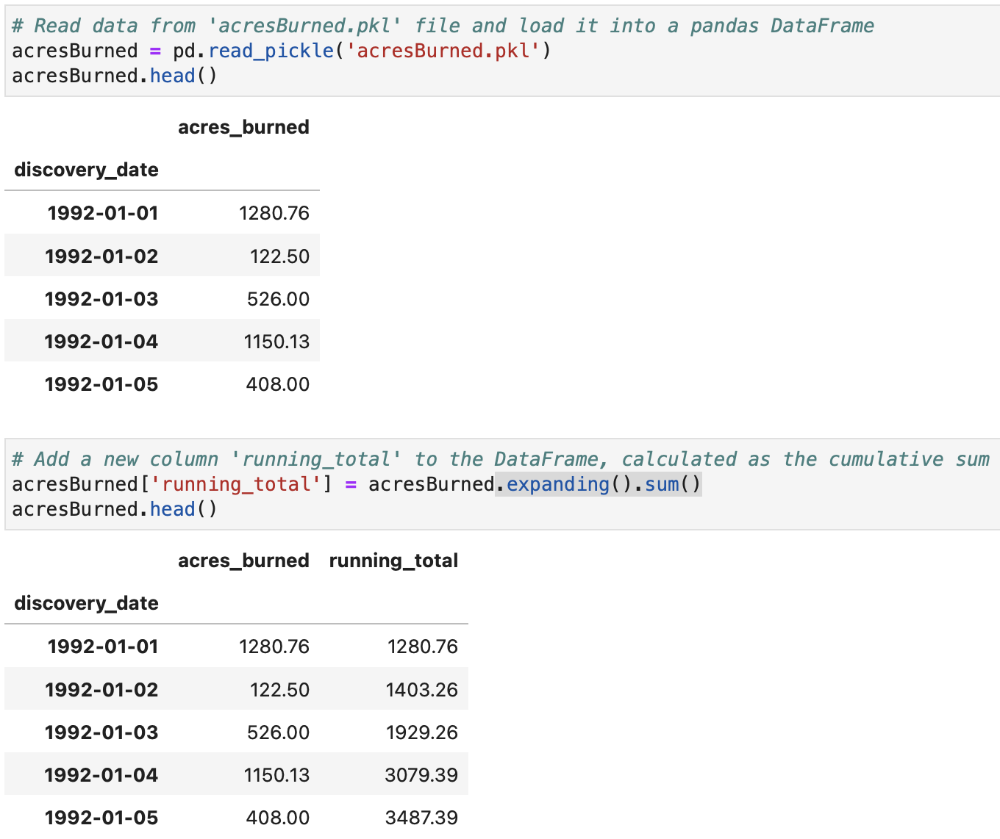 # Read data from 'acresBurned.pkl' file and load it into a pandas DataFrame
acresBurned = pd.read_pickle('acresBurned.pkl')
acresBurned.head()
acres_burned
discovery_date
1992-01-01 1280.76
1992-01-02 122.50
1992-01-03 526.00
1992-01-04 1150.13
1992-01-05 408.00
# Add a new column 'running_total' to the DataFrame, calculated as the cumulative sum
acresBurned['running_total'] = acresBurned.expanding().sum()
acresBurned.head()
acres_burned running_total
discovery_date
1992-01-01 1280.76 1280.76
1992-01-02 122.50 1403.26
1992-01-03 526.00 1929.26
1992-01-04 1150.13 3079.39
1992-01-05 408.00 3487.39